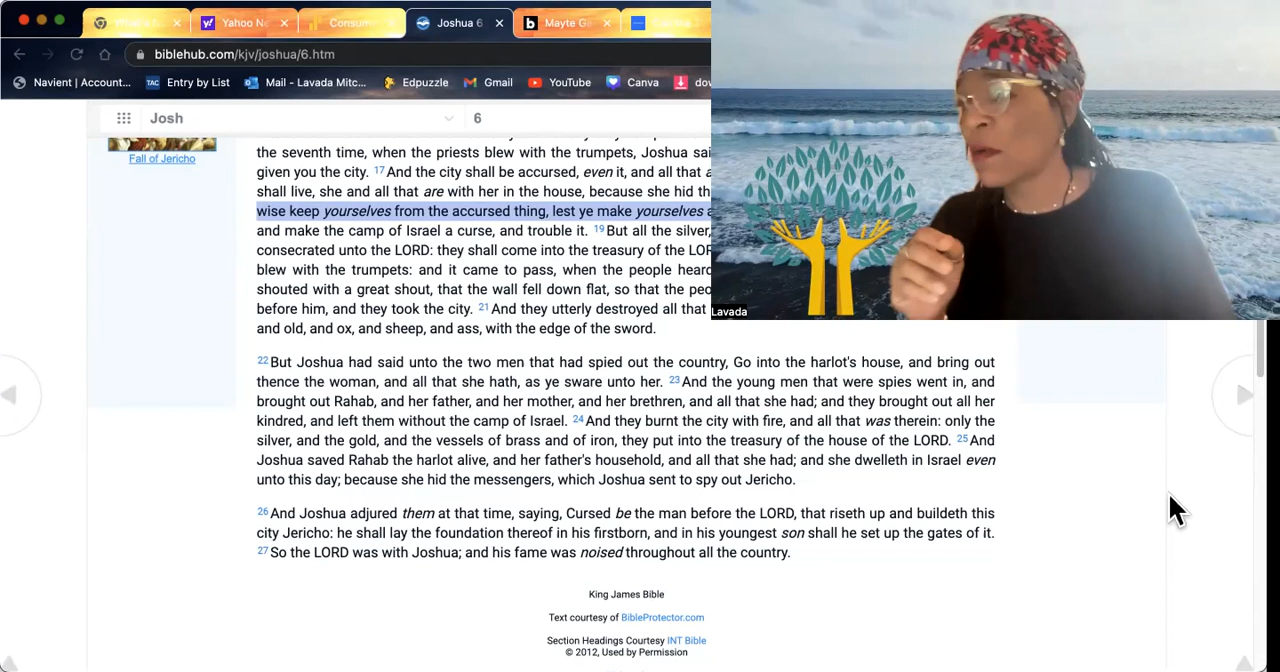 Yahoo Ne
Consum
Joshua 6
Mayte G
biblehub.com/kjv/joshua/6.htm
Navient | Account...
TAC Entry by List
Mail - Lavada Mitc...
Edpuzzle
Gmail
YouTube
Canva
dow
Josh
6
Fall of Jericho
the seventh time, when the priests blew with the trumpets, Joshua sai
given you the city. 17And the city shall be accursed, even it, and all that a
shall live, she and all that are with her in the house, because she hid th
wise keep yourselves from the accursed thing, lest ye make yourselves a
and make the camp of Israel a curse, and trouble it. 19But all the silver,
consecrated unto the LORD: they shall come into the treasury of the LOR
blew with the trumpets: and it came to pass, when the people heard
shouted with a great shout, that the wall fell down flat, so that the peo
before him, and they took the city. 21And they utterly destroyed all that
and old, and ox, and sheep, and ass, with the edge of the sword.
22But Joshua had said unto the two men that had spied out the country, Go into the harlot's house, and bring out
thence the woman, and all that she hath, as ye sware unto her. 23And the young men that were spies went in, and
brought out Rahab, and her father, and her mother, and her brethren, and all that she had; and they brought out all her
kindred, and left them without the camp of Israel. 24And they burnt the city with fire, and all that was therein: only the
silver, and the gold, and the vessels of brass and of iron, they put into the treasury of the house of the LORD. 25And
Joshua saved Rahab the harlot alive, and her father's household, and all that she had; and she dwelleth in Israel even
unto this day; because she hid the messengers, which Joshua sent to spy out Jericho.
26And Joshua adjured them at that time, saying, Cursed be the man before the LORD, that riseth up and buildeth this
city Jericho: he shall lay the foundation thereof in his firstborn, and in his youngest son shall he set up the gates of it.
27So the LORD was with Joshua; and his fame was noised throughout all the country.
King James Bible
Text courtesy of BibleProtector.com
Section Headings Courtesy INT Bible
© 2012, Used by Permission
Lavada